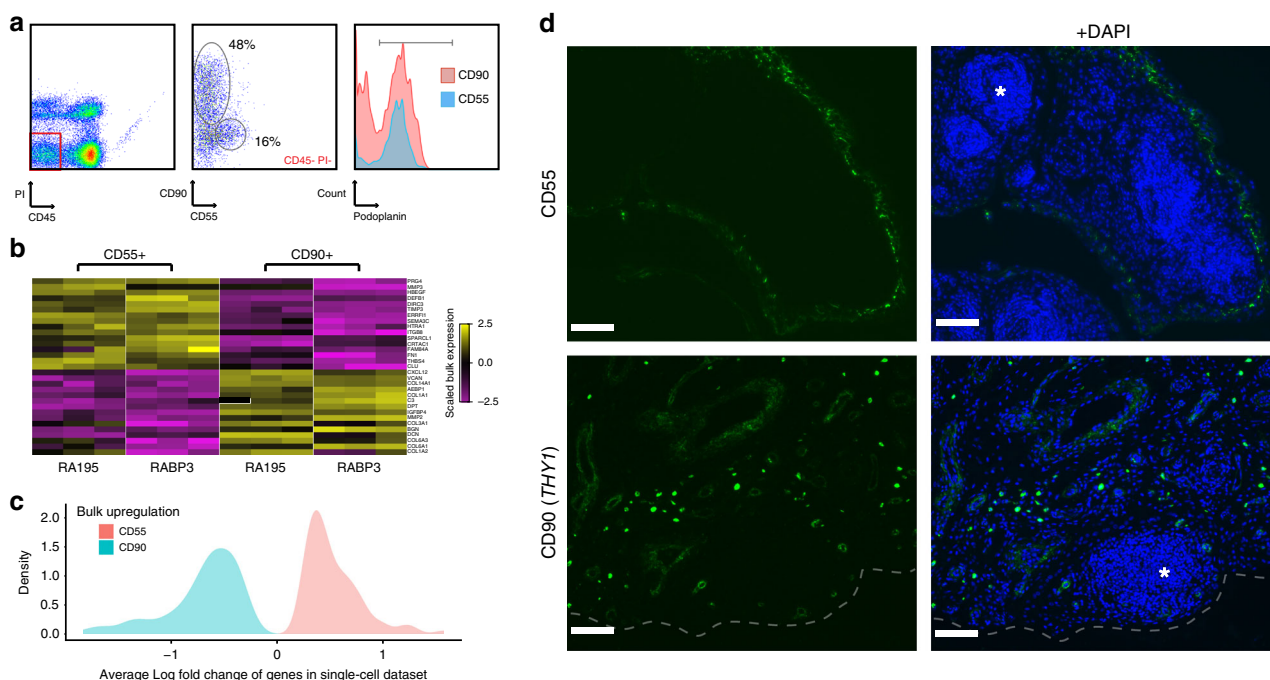 a
48%
16%
CD45- PI-
CD90
CD55
PI
CD45
CD90
CD55
Count
Podoplanin
b
CD55+
CD90+
PRG4
MMP3
HBEGF
DEFB1
DIRC3
TIMP3
ERRFI1
SEMA3C
HTRA1
ITGB8
SPARCL1
CRTAC1
FAM84A
FN1
THBS4
CLU
CXCL12
VCAN
COL14A1
AEBP1
COL1A1
C3
DPT
IGFBP4
MMP2
COL3A1
BGN
DCN
COL6A3
COL6A1
COL1A2
2.5
0.0
−2.5
Scaled bulk expression
RA195
RABP3
RA195
RABP3
c
Bulk upregulation
CD55
CD90
2.0
1.5
1.0
0.5
0.0
Density
−1
0
1
Average Log fold change of genes in single-cell dataset
d
+DAPI
CD55
*
CD90 (THY1)
*